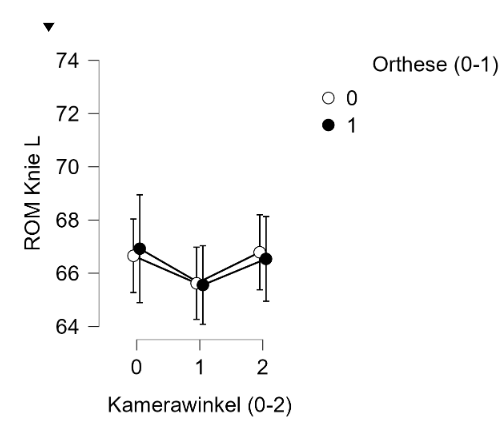 Orthese (0-1)
0
1
ROM Knie L
74
72
70
68
66
64
0 1 2
Kamerawinkel (0-2)